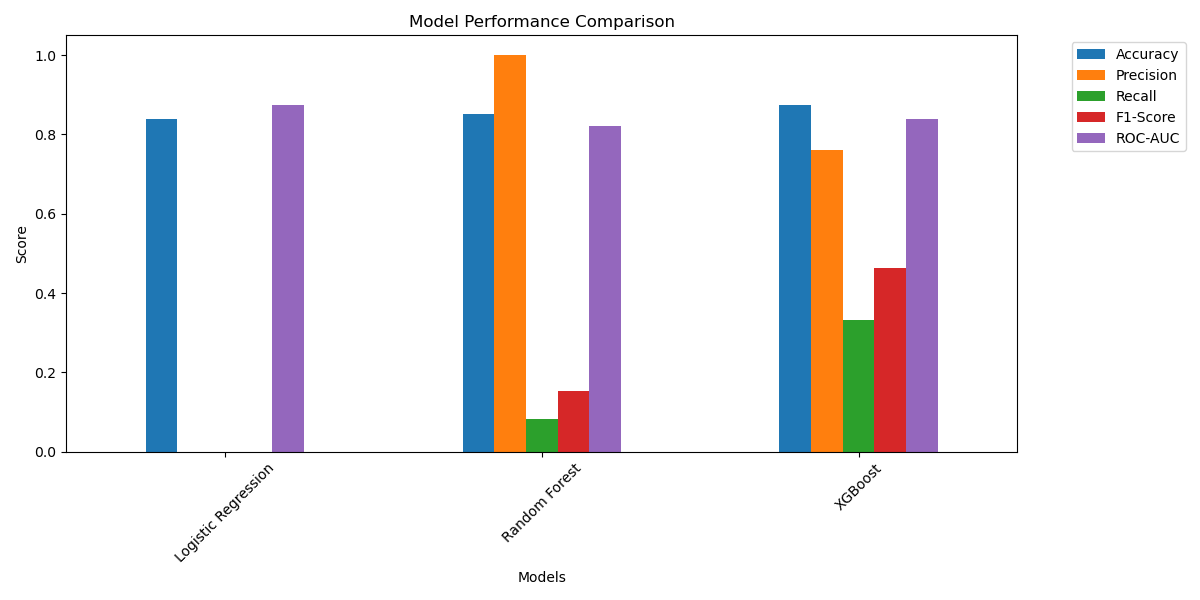 Model Performance Comparison
Accuracy
Precision
Recall
F1-Score
ROC-AUC
1.0
0.8
0.6
0.4
0.2
0.0
Score
Logistic Regression
Random Forest
XGBoost
Models